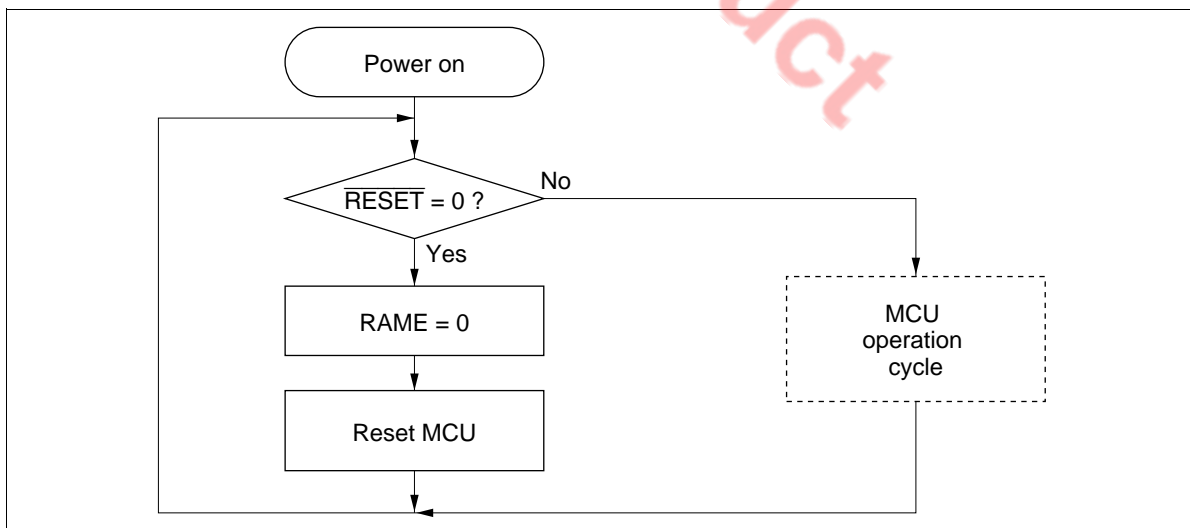 Power on
RESET = 0 ?
No
Yes
RAME = 0
MCU
operation
cycle
Reset MCU